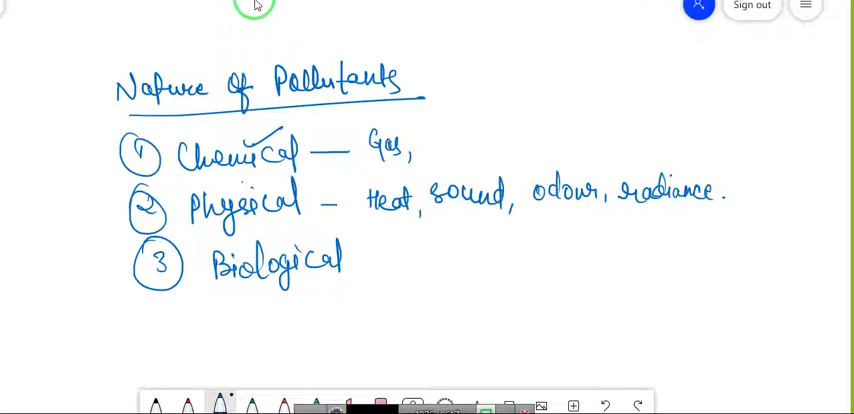 Sign out
Nature of Pollutants
1 Chemical — Gas,
2 Physical – Heat, sound, odour, radiance.
3 Biological